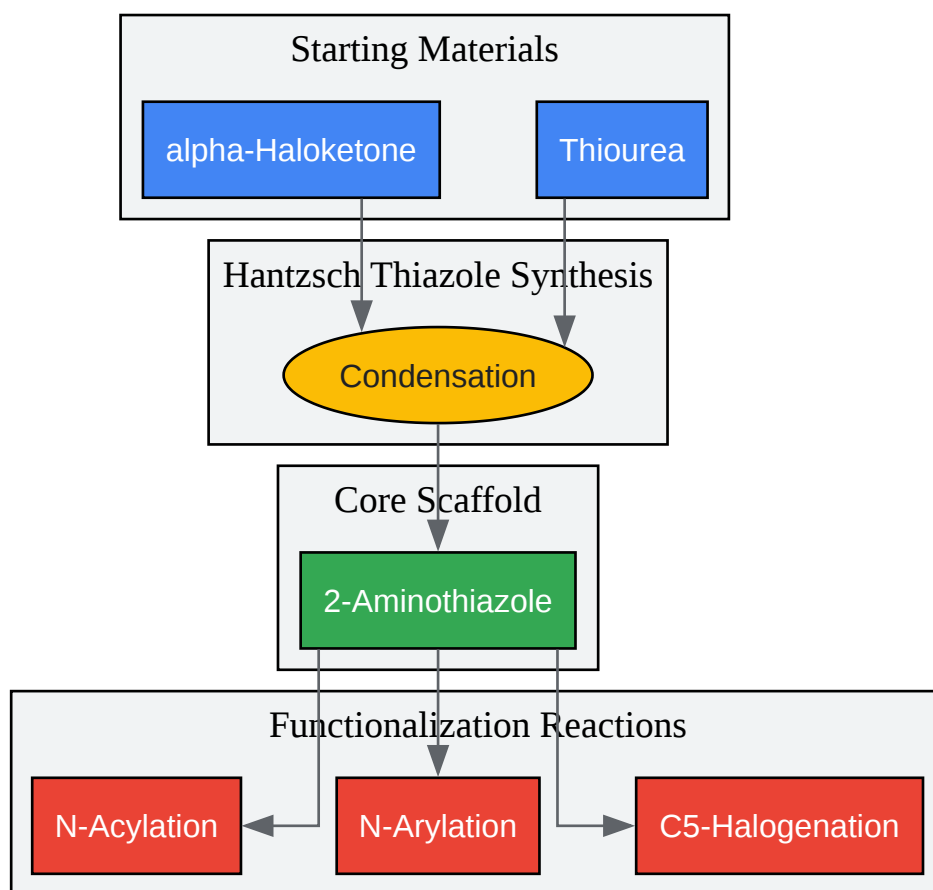 Starting Materials
alpha-Haloketone
Thiourea
Hantzsch Thiazole Synthesis
Condensation
Core Scaffold
2-Aminothiazole
Functionalization Reactions
N-Acylation
N-Arylation
C5-Halogenation